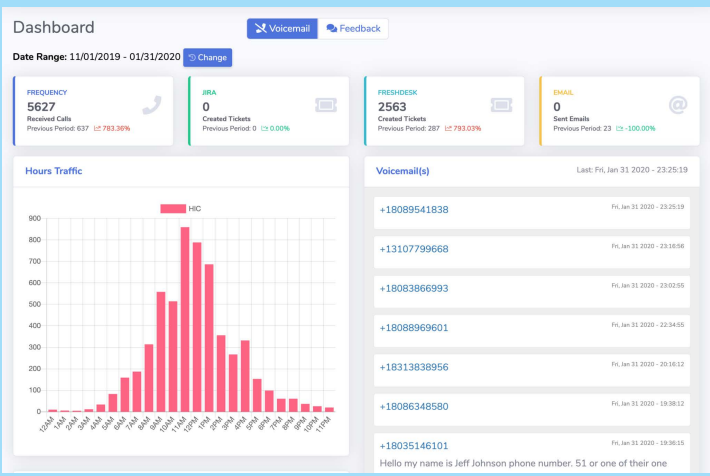 Dashboard
Voicemail
Feedback
Date Range: 11/01/2019 - 01/31/2020 Change
FREQUENCY
5627
Received Calls
Previous Period: 637 783.36%
JIRA
0
Created Tickets
Previous Period: 0 0.00%
FRESHDESK
2563
Created Tickets
Previous Period: 287 793.03%
EMAIL
0
Sent Emails
Previous Period: 23 -100.00%
@
Hours Traffic
HIC
900
800
700
600
500
400
300
200
100
0
12AM 1AM 2AM 3AM 4AM 5AM 6AM 7AM 8AM 9AM 10AM 11AM 12PM 1PM 2PM 3PM 4PM 5PM 6PM 7PM 8PM 9PM 10PM 11PM
Voicemail(s) Last: Fri, Jan 31 2020 - 23:25:19
+18089541838 Fri, Jan 31 2020 - 23:25:19
+13107799668 Fri, Jan 31 2020 - 23:16:56
+18083866993 Fri, Jan 31 2020 - 23:02:55
+18088969601 Fri, Jan 31 2020 - 22:34:55
+18313838956 Fri, Jan 31 2020 - 20:16:12
+18086348580 Fri, Jan 31 2020 - 19:38:12
+18035146101 Fri, Jan 31 2020 - 19:36:15
Hello my name is Jeff Johnson phone number. 51 or one of their one